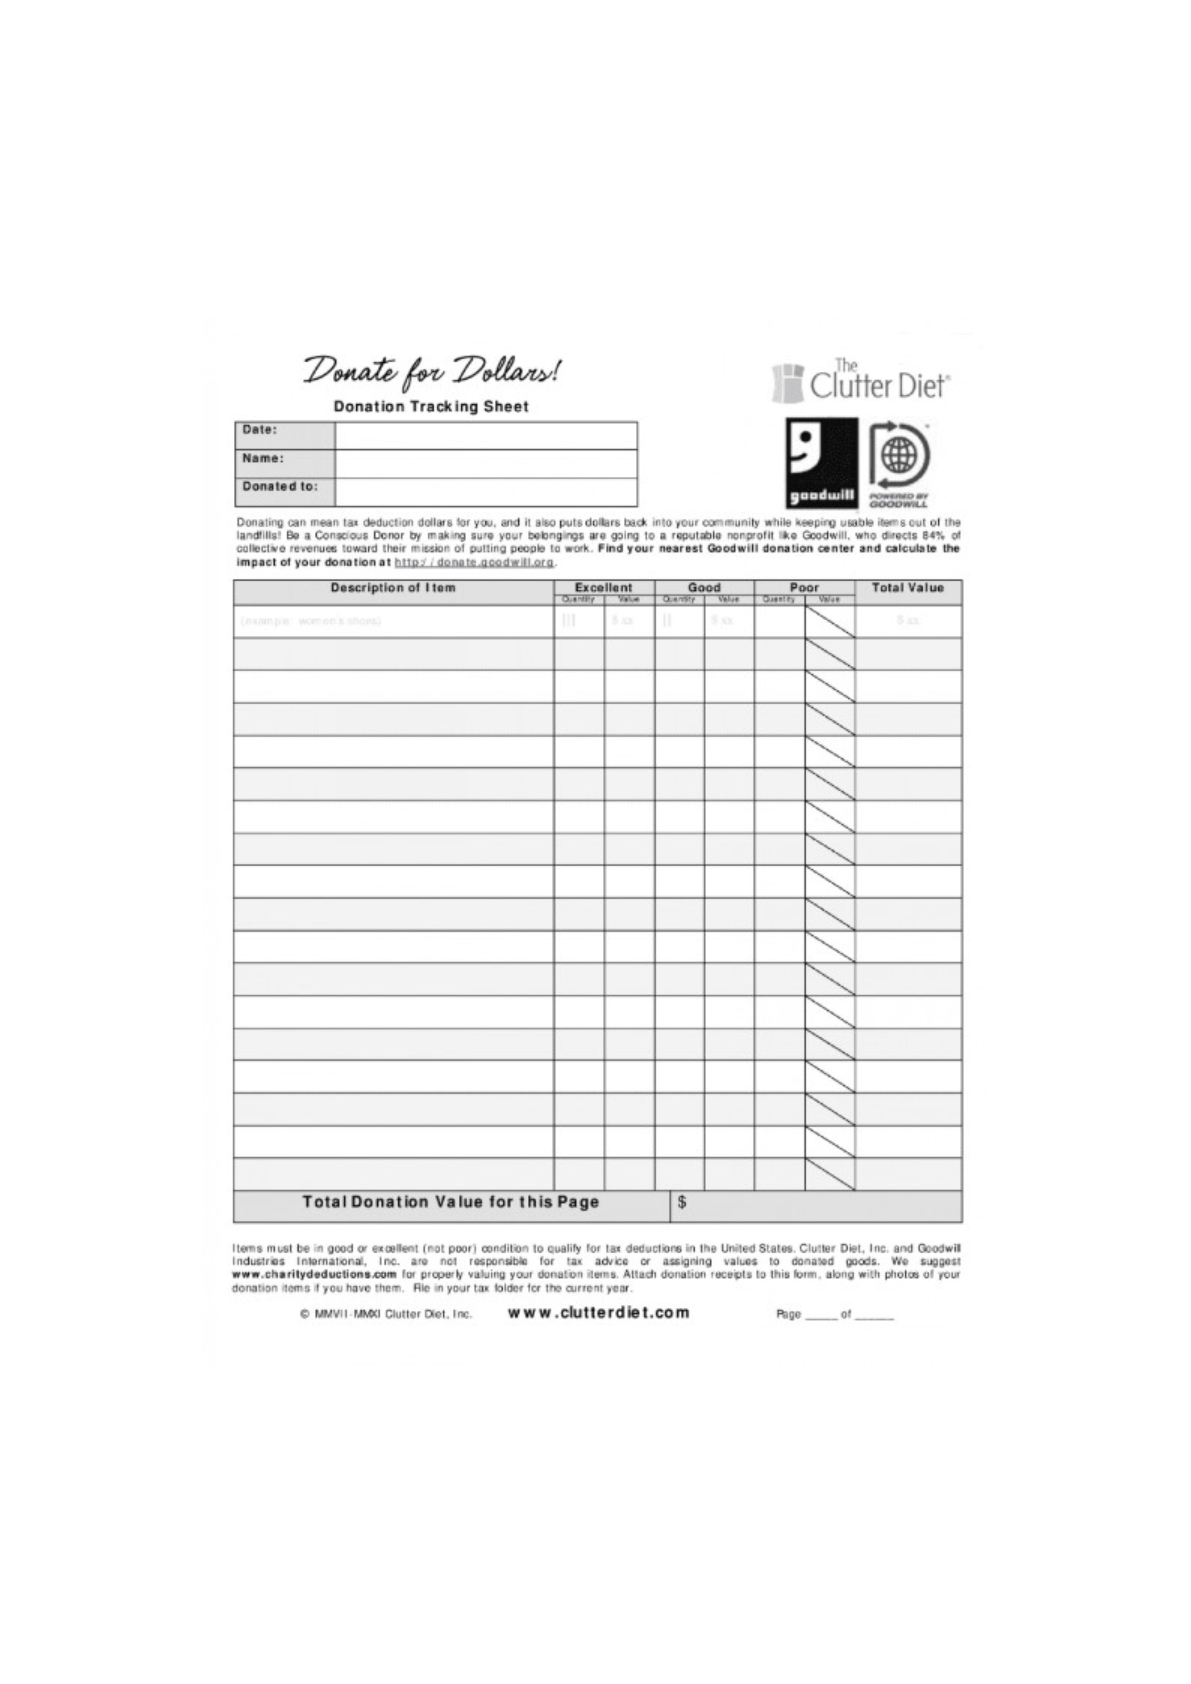 Donate for Dollars!
The
Clutter Diet®
Donation Tracking Sheet
Date:
Name:
Donated to:
goodwill
POWERED BY
GOODWILL
Donating can mean tax deduction dollars for you, and it also puts dollars back into your community while keeping usable items out of the
landfills! Be a Conscious Donor by making sure your belongings are going to a reputable nonprofit like Goodwill, who directs 84% of
collective revenues toward their mission of putting people to work. Find your nearest Goodwill donation center and calculate the
impact of your donation at http://donate.goodwill.org.
Description of Item Excellent Good Poor Total Value
Quantity Value Quantity Value Quantity Value
(example: women's shoes) ||| $ xx || $ xx $ xx
Total Donation Value for this Page $
Items must be in good or excellent (not poor) condition to qualify for tax deductions in the United States. Clutter Diet, Inc. and Goodwill
Industries International, Inc. are not responsible for tax advice or assigning values to donated goods. We suggest
www.charitydeductions.com for properly valuing your donation items. Attach donation receipts to this form, along with photos of your
donation items if you have them. File in your tax folder for the current year.
© MMVII-MMXI Clutter Diet, Inc. www.clutterdiet.com Page _____ of ______